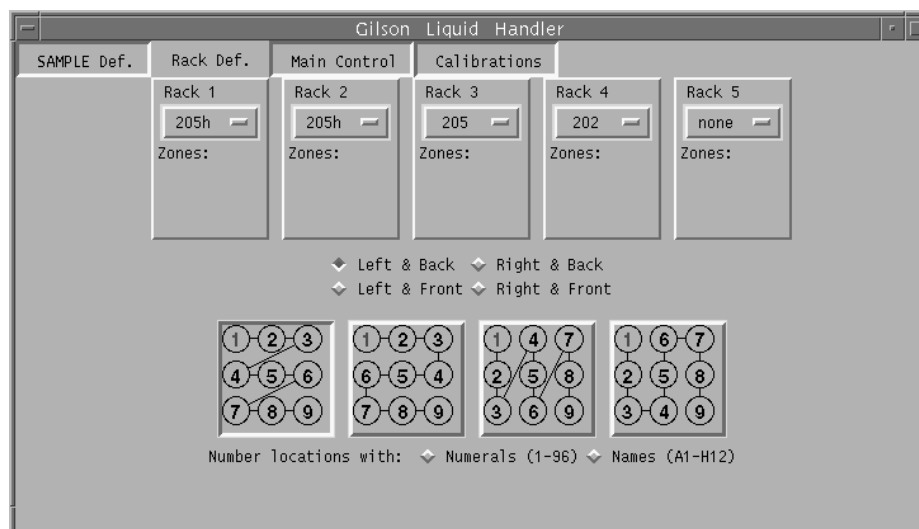 Gilson Liquid Handler
SAMPLE Def. Rack Def. Main Control Calibrations
Rack 1 Rack 2 Rack 3 Rack 4 Rack 5
205h 205h 205 202 none
Zones: Zones: Zones: Zones: Zones:
Left & Back Right & Back
Left & Front Right & Front
1 2 3 1 2 3 1 4 7 1 6 7
4 5 6 6 5 4 2 5 8 2 5 8
7 8 9 7 8 9 3 6 9 3 4 9
Number locations with: Numerals (1-96) Names (A1-H12)